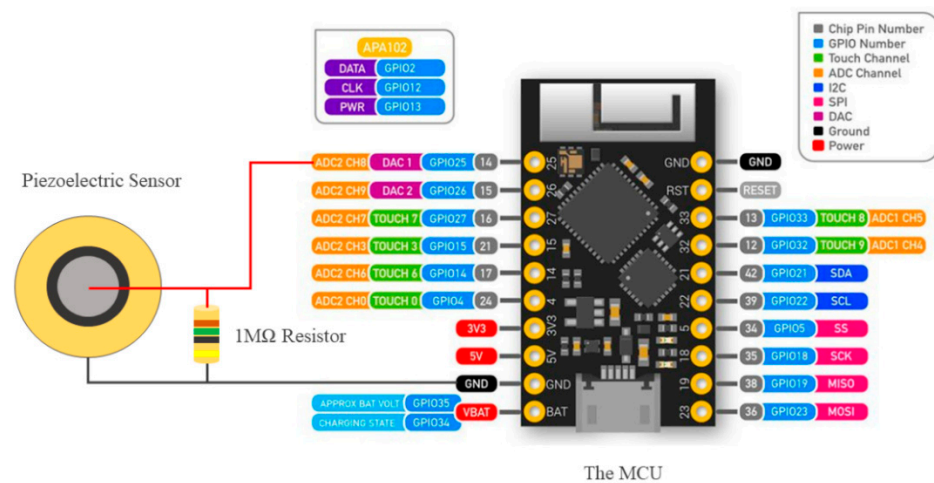 APA102
DATA GPIO2
CLK GPIO12
PWR GPIO13
Chip Pin Number
GPIO Number
Touch Channel
ADC Channel
I2C
SPI
DAC
Ground
Power
Piezoelectric Sensor
1MΩ Resistor
ADC2 CH8 DAC 1 GPIO25 14 25
ADC2 CH9 DAC 2 GPIO26 15 26
ADC2 CH7 TOUCH 7 GPIO27 16 27
ADC2 CH3 TOUCH 3 GPIO15 21 15
ADC2 CH6 TOUCH 6 GPIO14 17 14
ADC2 CH0 TOUCH 0 GPIO4 24 4
3V3 3V3
5V 5V
GND GND
APPROX BAT VOLT GPIO35
CHARGING STATE GPIO34
VBAT BAT
GND GND
RST RESET
33 13 GPIO33 TOUCH 8 ADC1 CH5
32 12 GPIO32 TOUCH 9 ADC1 CH4
21 42 GPIO21 SDA
22 39 GPIO22 SCL
5 34 GPIO5 SS
18 35 GPIO18 SCK
19 38 GPIO19 MISO
23 36 GPIO23 MOSI
The MCU